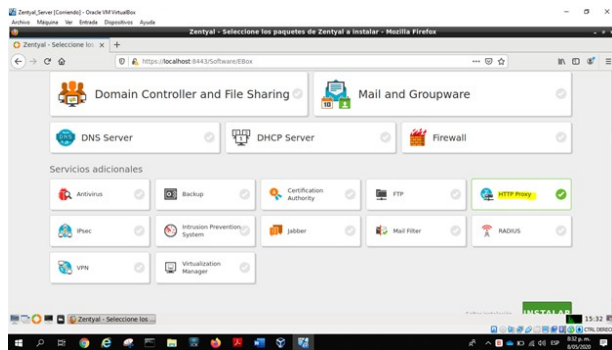 Zentyal_Server [Corriendo] - Oracle VM VirtualBox
Archivo Máquina Ver Entrada Dispositivos Ayuda
Zentyal - Seleccione los paquetes de Zentyal a instalar - Mozilla Firefox
Zentyal - Seleccione los
https://localhost:8443/Software/EBox
Domain Controller and File Sharing
Mail and Groupware
DNS Server
DHCP Server
Firewall
Servicios adicionales
Antivirus
Backup
Certification Authority
FTP
HTTP Proxy
IPsec
Intrusion Prevention System
Jabber
Mail Filter
RADIUS
VPN
Virtualization Manager
INSTALAR
Zentyal - Seleccione los ...
15:32
CTRL DERECHO
ESP
8:32 p. m.
8/05/2020